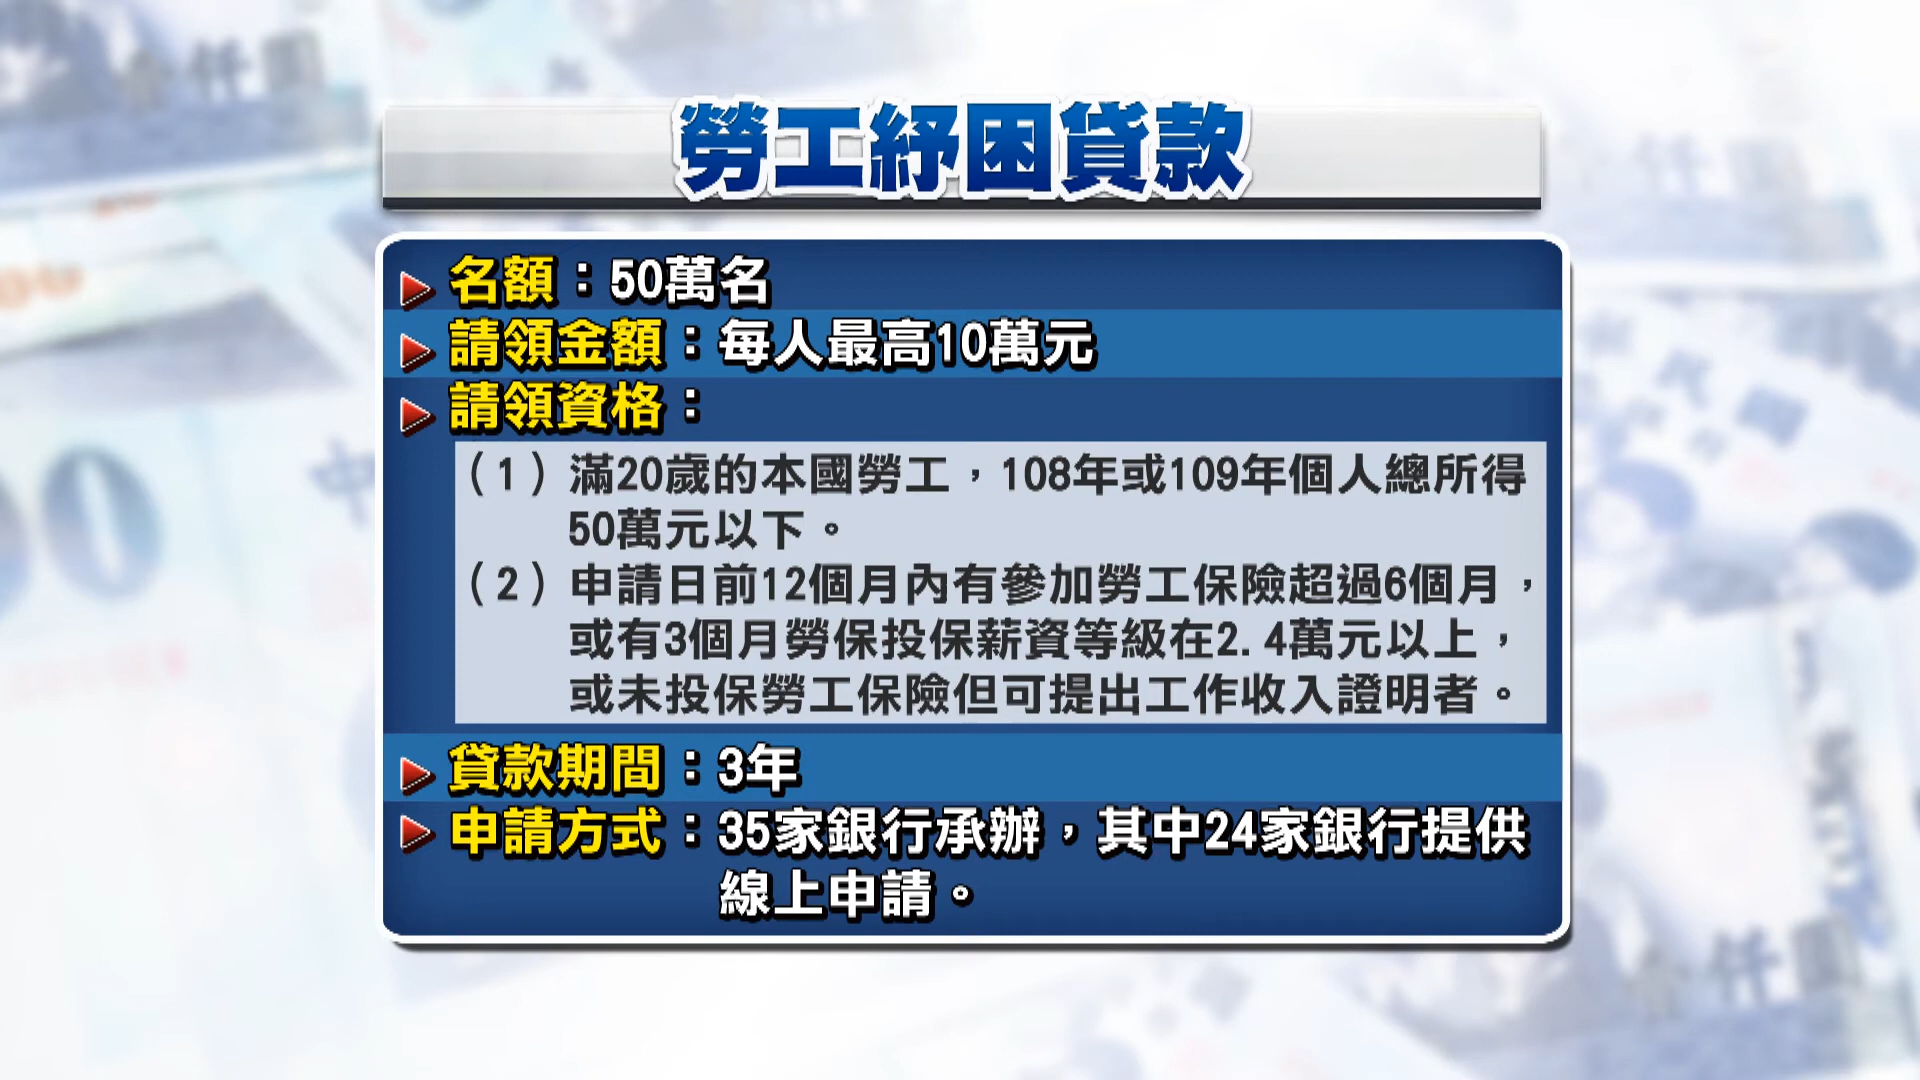 勞工紓困貸款
名額：50萬名
請領金額：每人最高10萬元
請領資格：
（1）滿20歲的本國勞工，108年或109年個人總所得
50萬元以下。
（2）申請日前12個月內有參加勞工保險超過6個月，
或有3個月勞保投保薪資等級在2.4萬元以上，
或未投保勞工保險但可提出工作收入證明者。
貸款期間：3年
申請方式：35家銀行承辦，其中24家銀行提供
線上申請。